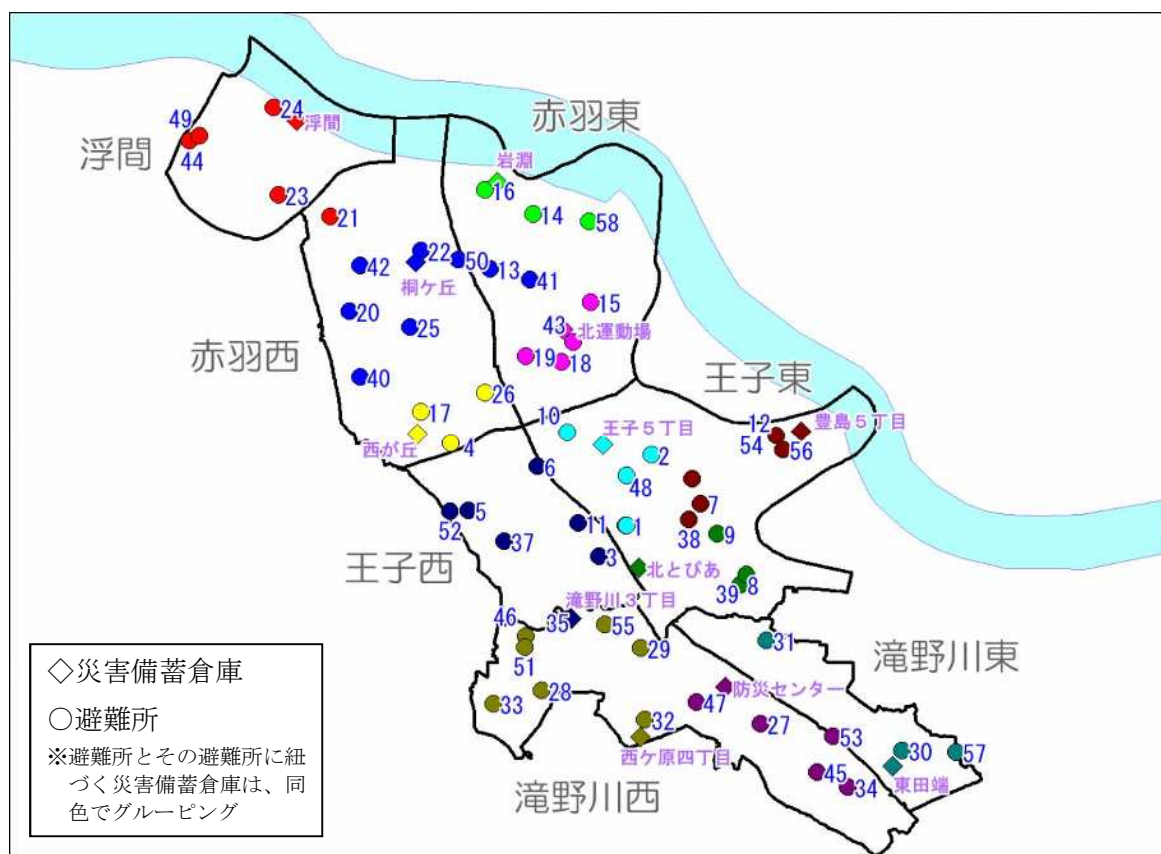 赤羽東
24
浮間
49
44
浮間
岩淵
16
14
58
23
21
22
50
13
41
42
桐ケ丘
15
20
43
北運動場
25
19
18
赤羽西
40
王子東
26
17
10
王子5丁目
12
豊島5丁目
54
56
西が丘
4
2
6
48
7
52
5
11
1
38
9
37
3
王子西
北とぴあ
39
8
滝野川3丁目
46
35
55
31
51
29
滝野川東
28
防災センター
33
47
32
27
53
30
57
西ケ原四丁目
45
東田端
34
滝野川西
◇災害備蓄倉庫
○避難所
※避難所とその避難所に紐
づく災害備蓄倉庫は、同
色でグルーピング